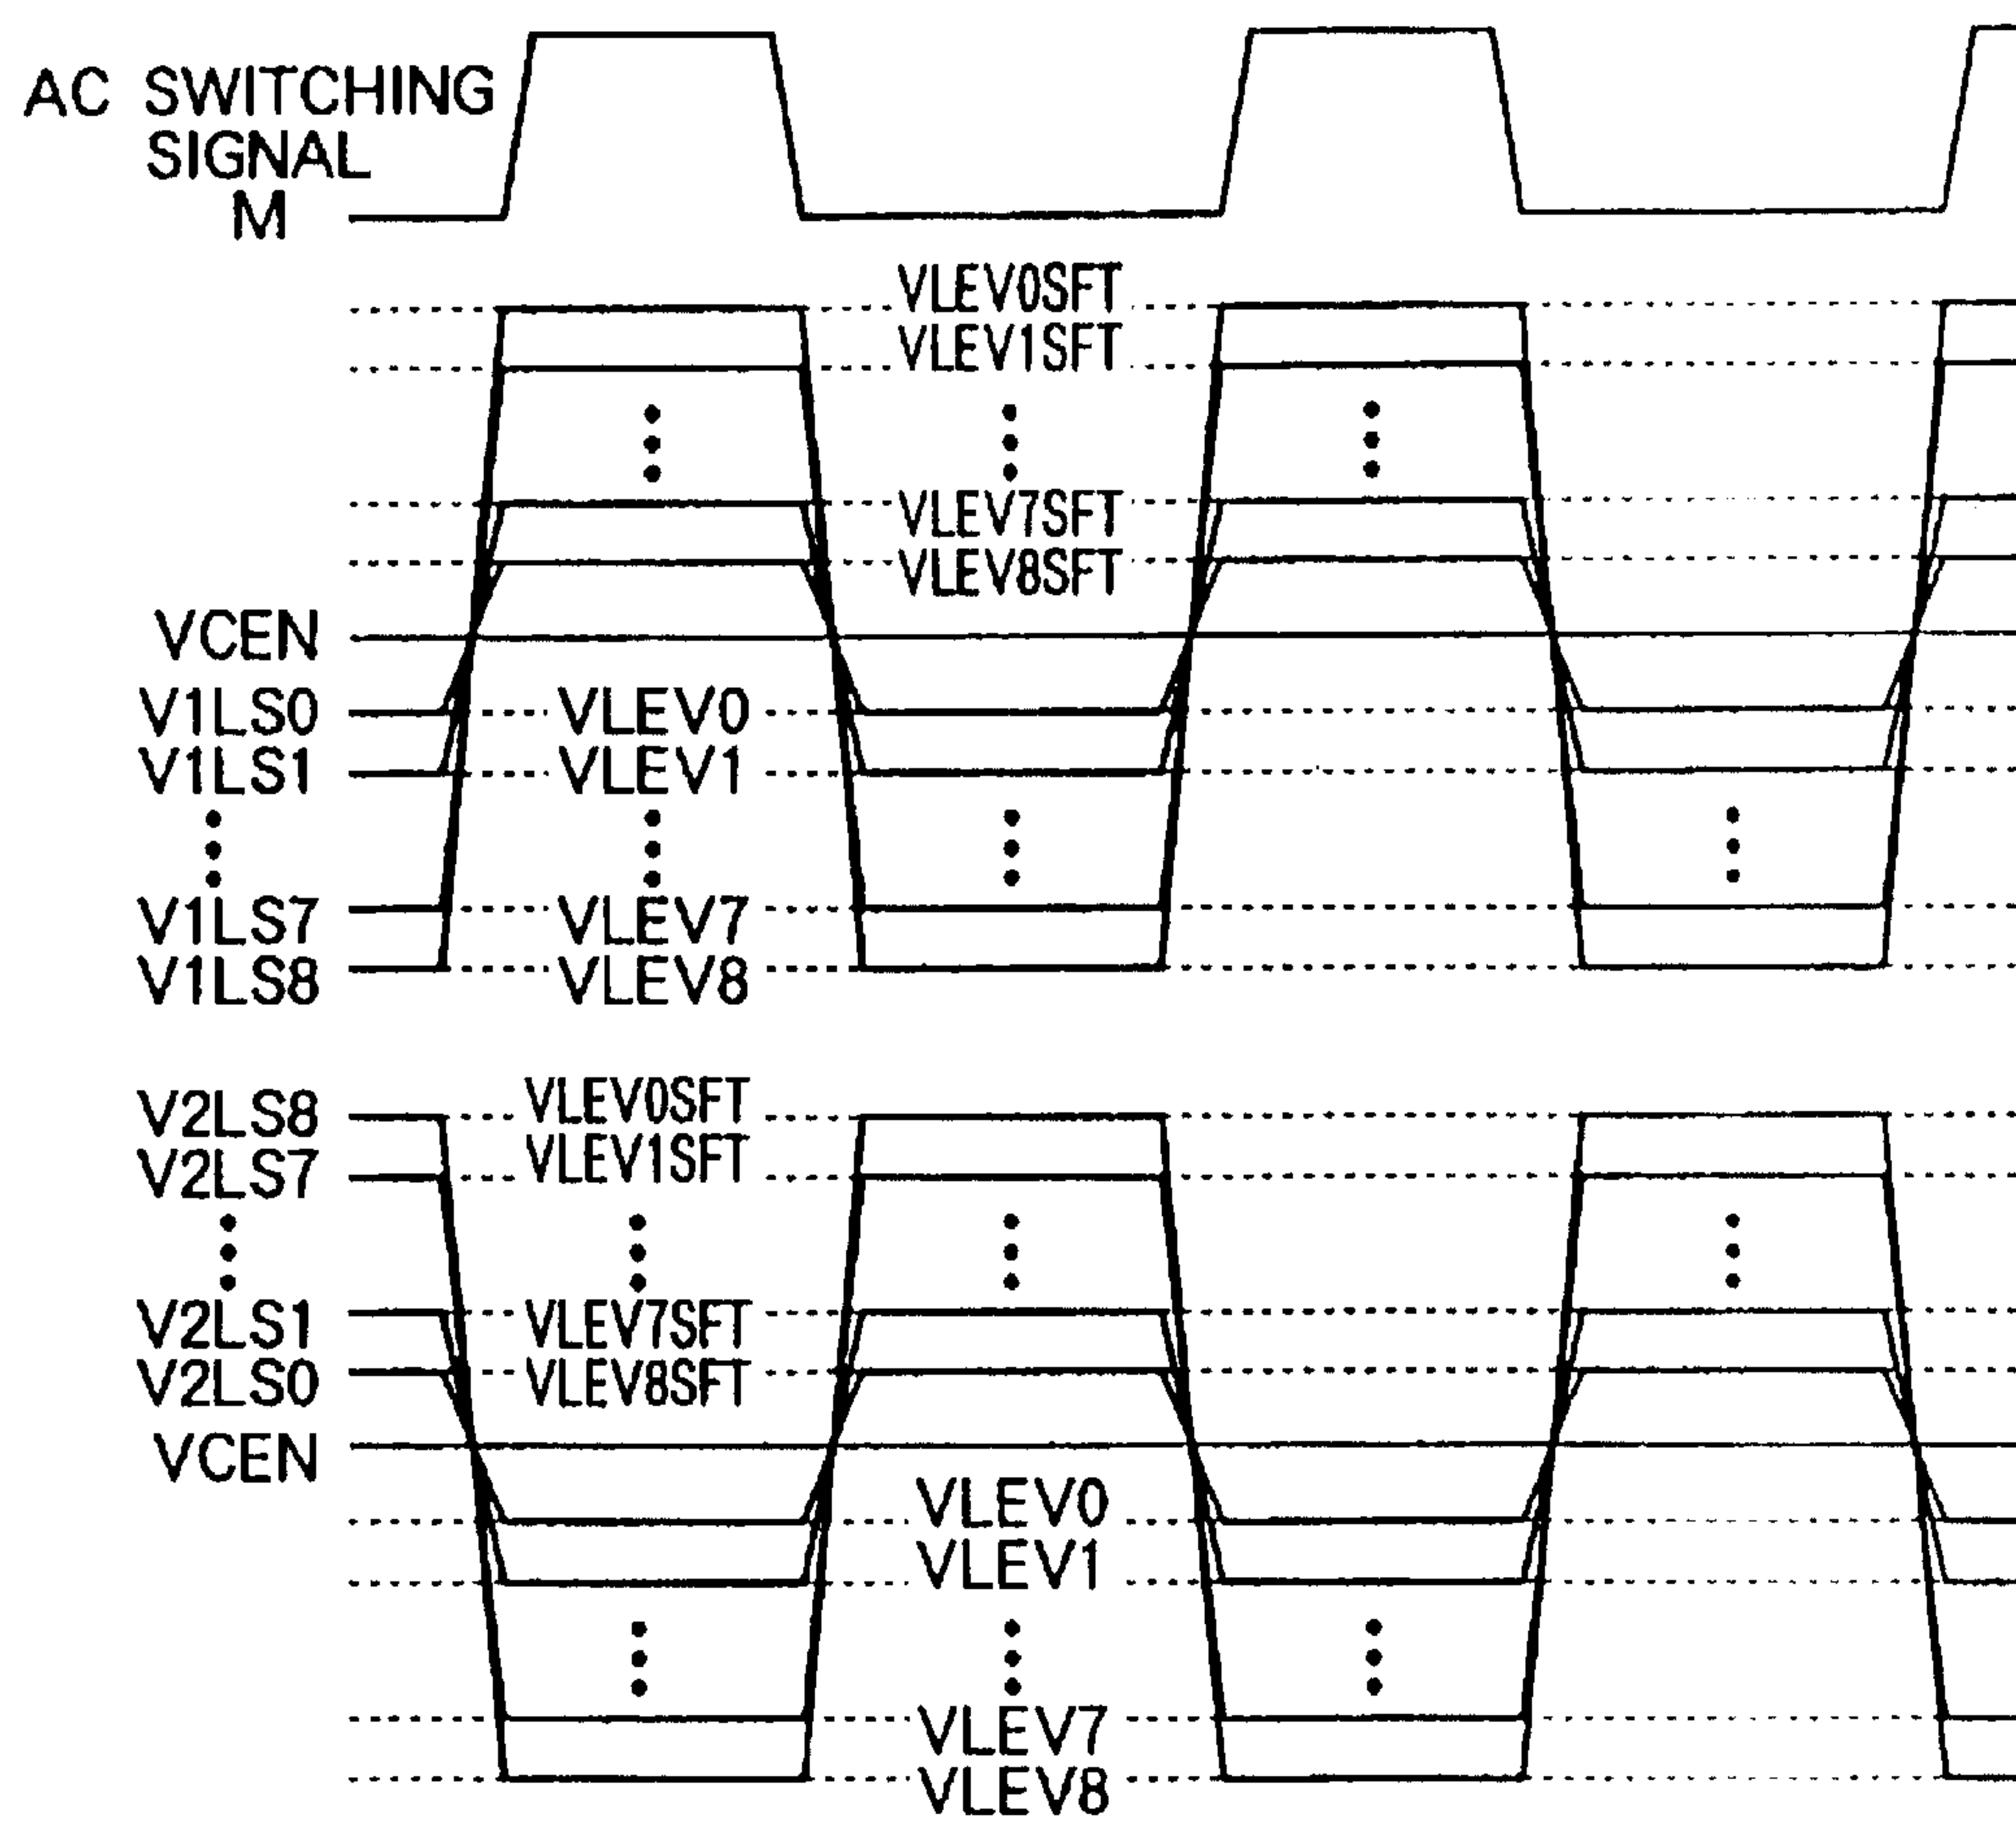 AC SWITCHING
SIGNAL
M
VLEV0SFT
VLEV1SFT
VLEV7SFT
VLEV8SFT
VCEN
V1LS0 VLEV0
V1LS1 VLEV1
V1LS7 VLEV7
V1LS8 VLEV8
V2LS8 VLEV0SFT
V2LS7 VLEV1SFT
V2LS1 VLEV7SFT
V2LS0 VLEV8SFT
VCEN
VLEV0
VLEV1
VLEV7
VLEV8